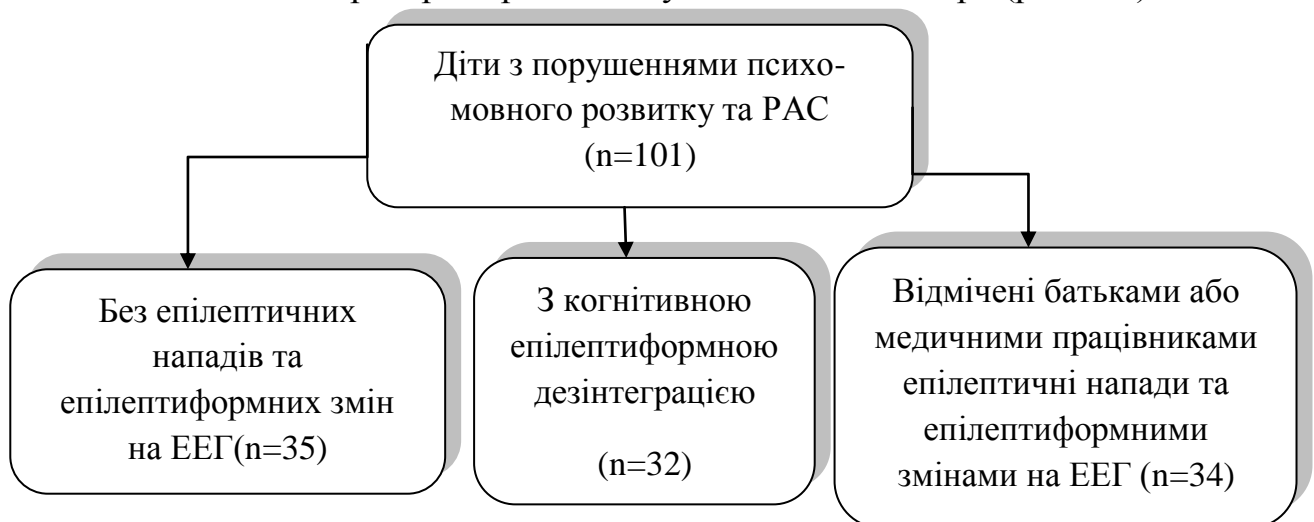 Діти з порушеннями психо-
мовного розвитку та РАС
(n=101)
Без епілептичних
нападів та
епілептиформних змін
на ЕЕГ(n=35)
З когнітивною
епілептиформною
дезінтеграцією
(n=32)
Відмічені батьками або
медичними працівниками
епілептичні напади та
епілептиформними
змінами на ЕЕГ (n=34)